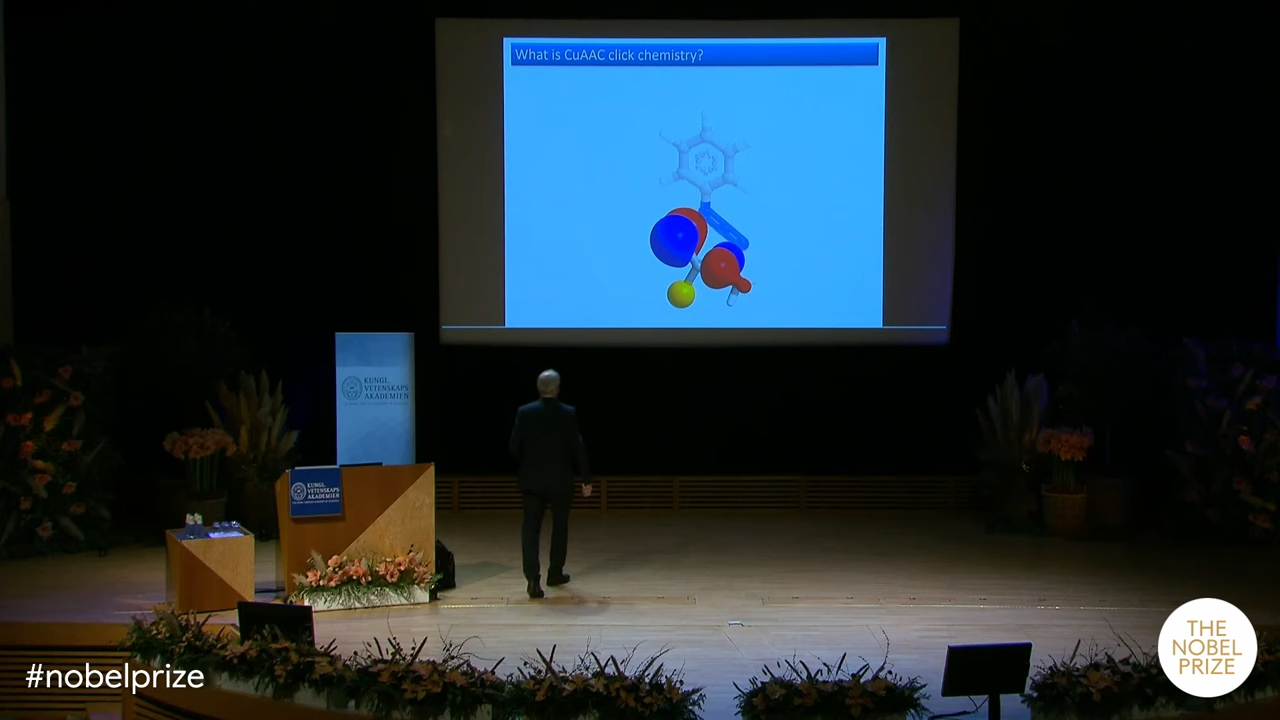 What is CuAAC click chemistry?
KUNGL.
VETENSKAPS
AKADEMIEN
KUNGL.
VETENSKAPS
AKADEMIEN
#nobelprize
THE
NOBEL
PRIZE